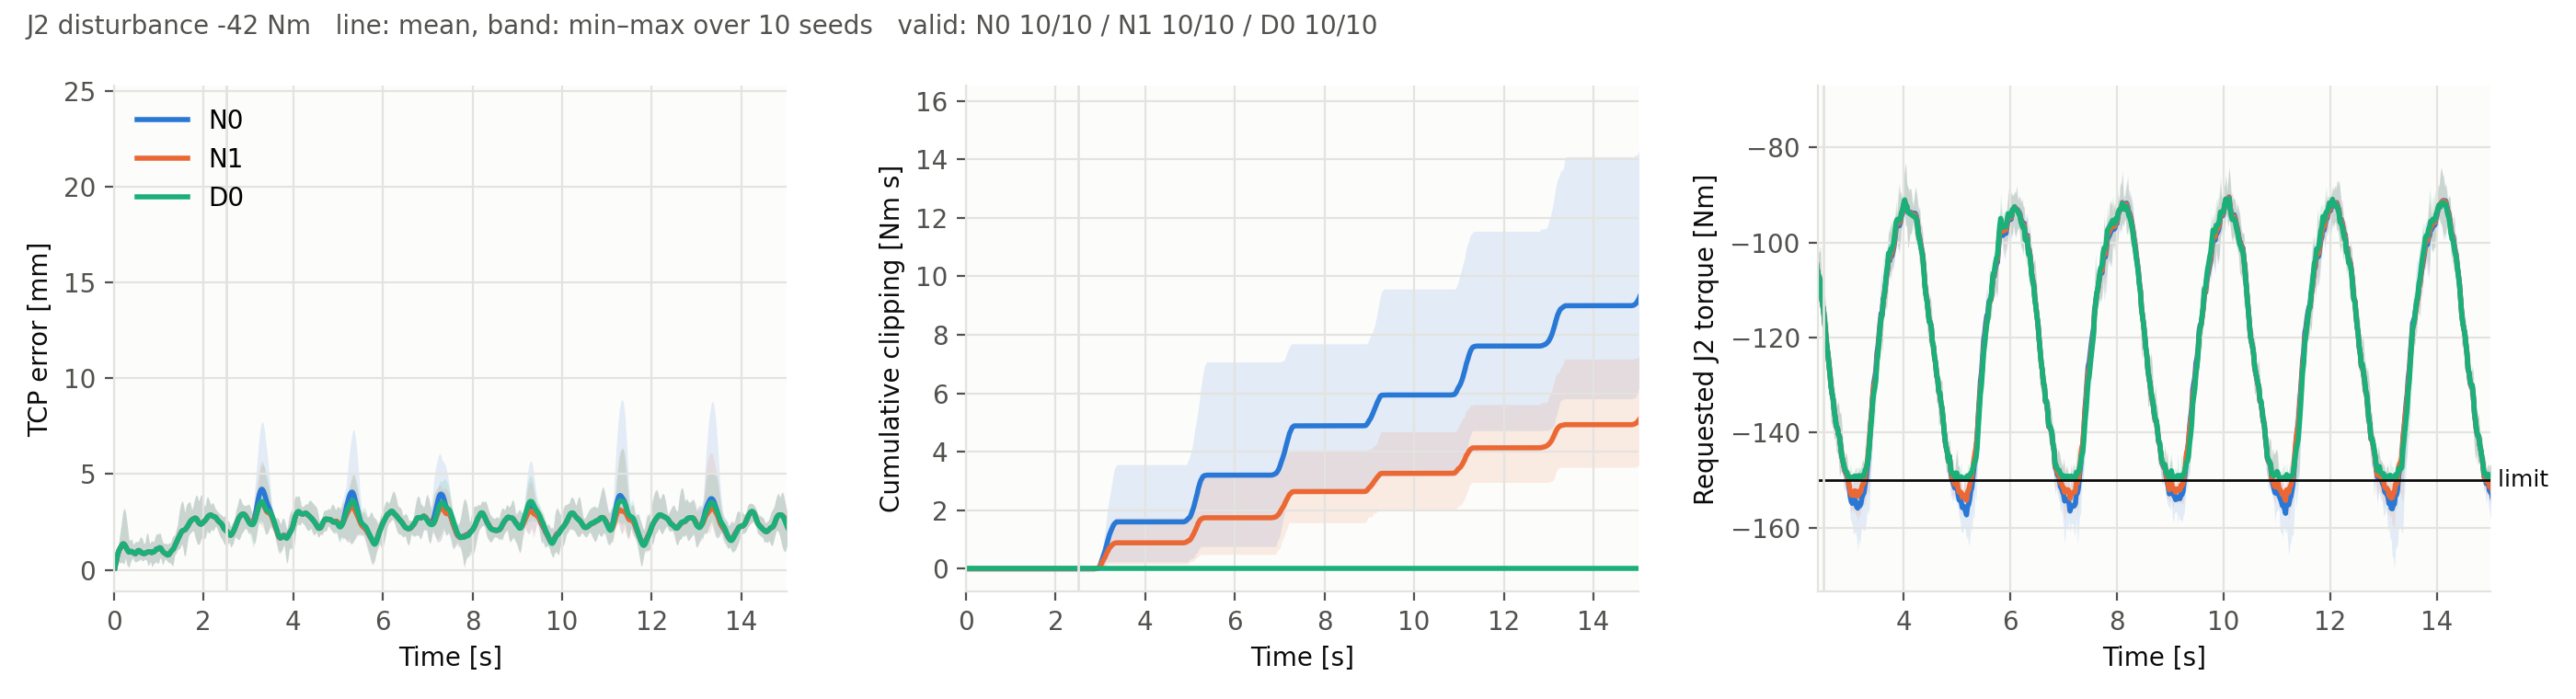 J2 disturbance -42 Nm   line: mean, band: min–max over 10 seeds   valid: N0 10/10 / N1 10/10 / D0 10/10
TCP error [mm]
25
20
15
10
5
0
N0
N1
D0
0 2 4 6 8 10 12 14
Time [s]
Cumulative clipping [Nm s]
16
14
12
10
8
6
4
2
0
0 2 4 6 8 10 12 14
Time [s]
Requested J2 torque [Nm]
−80
−100
−120
−140
−160
limit
4 6 8 10 12 14
Time [s]